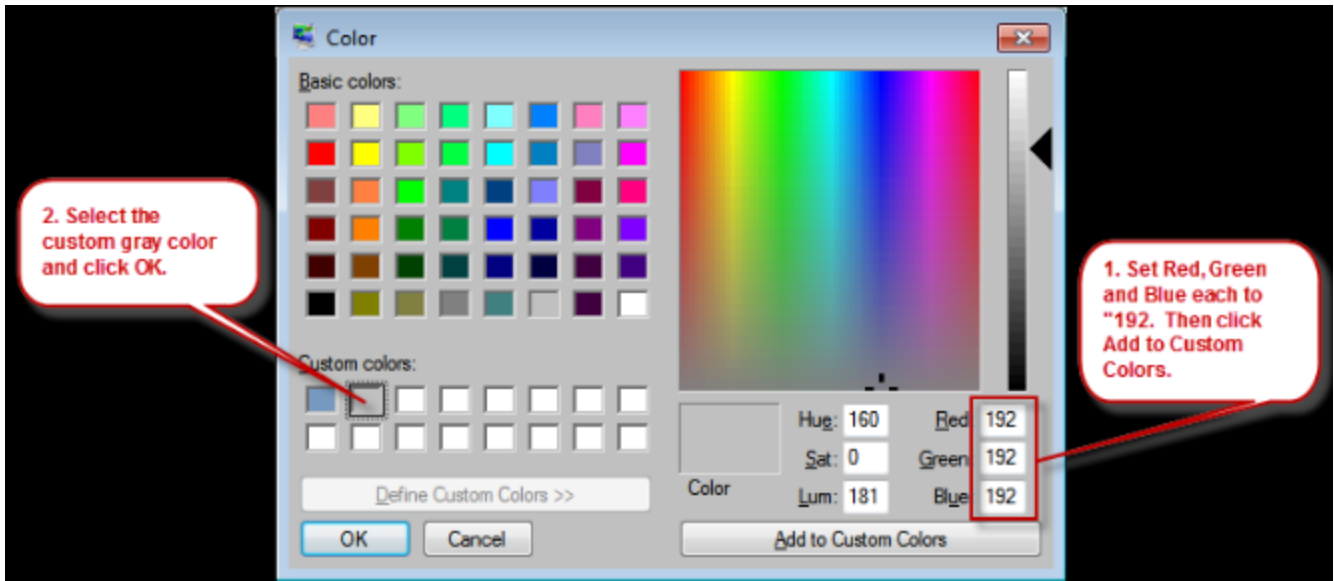 Color
Basic colors:
2. Select the
custom gray color
and click OK.
1. Set Red, Green
and Blue each to
"192. Then click
Add to Custom
Colors.
Custom colors:
Hue: 160 Red 192
Sat: 0 Green 192
Color Lum: 181 Blue 192
Define Custom Colors >>
OK Cancel Add to Custom Colors